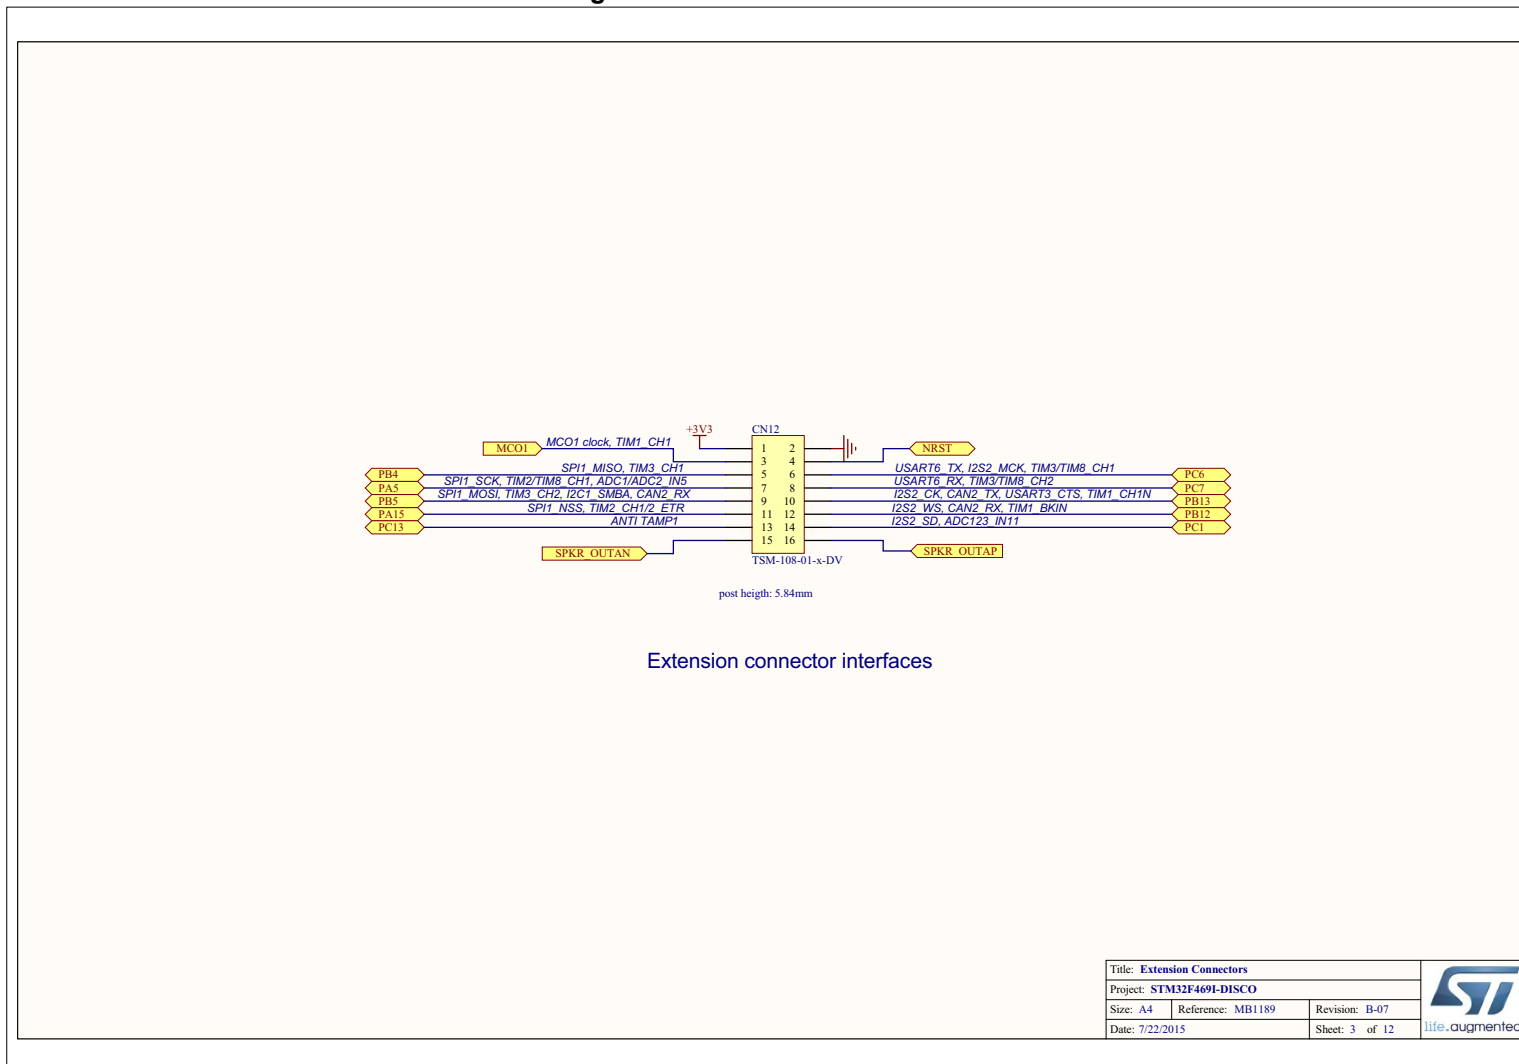 +3V3
CN12
MCO1 MCO1 clock, TIM1_CH1 1 2 NRST
3 4
PB4 SPI1_MISO, TIM3_CH1 5 6 USART6_TX, I2S2_MCK, TIM3/TIM8_CH1 PC6
PA5 SPI1_SCK, TIM2/TIM8_CH1, ADC1/ADC2_IN5 7 8 USART6_RX, TIM3/TIM8_CH2 PC7
PB5 SPI1_MOSI, TIM3_CH2, I2C1_SMBA, CAN2_RX 9 10 I2S2_CK, CAN2_TX, USART3_CTS, TIM1_CH1N PB13
PA15 SPI1_NSS, TIM2_CH1/2_ETR 11 12 I2S2_WS, CAN2_RX, TIM1_BKIN PB12
PC13 ANTI TAMP1 13 14 I2S2_SD, ADC123_IN11 PC1
SPKR_OUTAN 15 16 SPKR_OUTAP
TSM-108-01-x-DV
post heigth: 5.84mm
Extension connector interfaces
Title: Extension Connectors
Project: STM32F469I-DISCO
Size: A4 Reference: MB1189 Revision: B-07
Date: 7/22/2015 Sheet: 3 of 12
ST
life.augmented